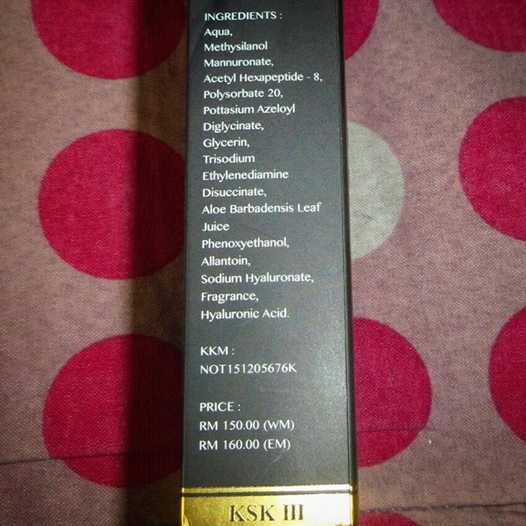 INGREDIENTS :
Aqua,
Methysilanol
Mannuronate,
Acetyl Hexapeptide - 8,
Polysorbate 20,
Pottasium Azeloyl
Diglycinate,
Glycerin,
Trisodium
Ethylenediamine
Disuccinate,
Aloe Barbadensis Leaf
Juice
Phenoxyethanol,
Allantoin,
Sodium Hyaluronate,
Fragrance,
Hyaluronic Acid.
KKM :
NOT151205676K
PRICE :
RM 150.00 (WM)
RM 160.00 (EM)
KSK III